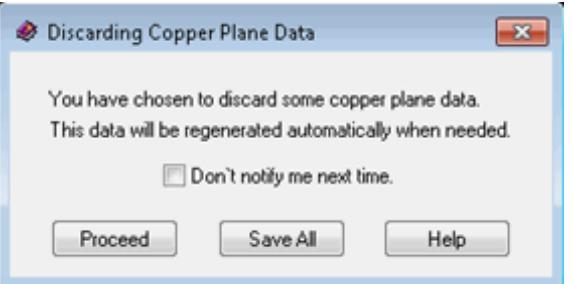 Discarding Copper Plane Data
You have chosen to discard some copper plane data.
This data will be regenerated automatically when needed.
Don`t notify me next time.
Proceed Save All Help